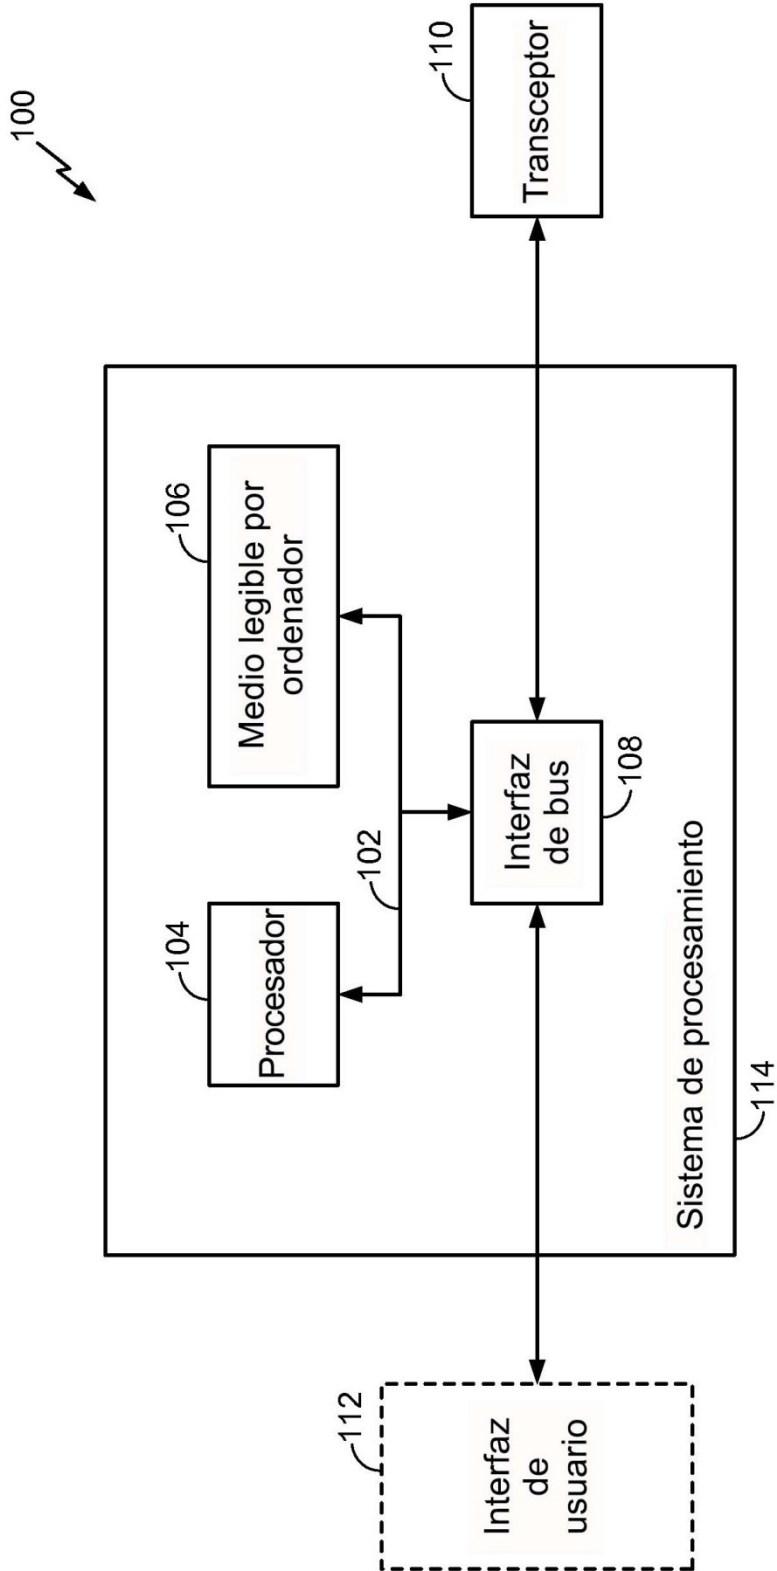 100
104
Procesador
106
Medio legible por
ordenador
102
110
Transceptor
112
Interfaz
de
usuario
Interfaz
de bus
108
Sistema de procesamiento
114